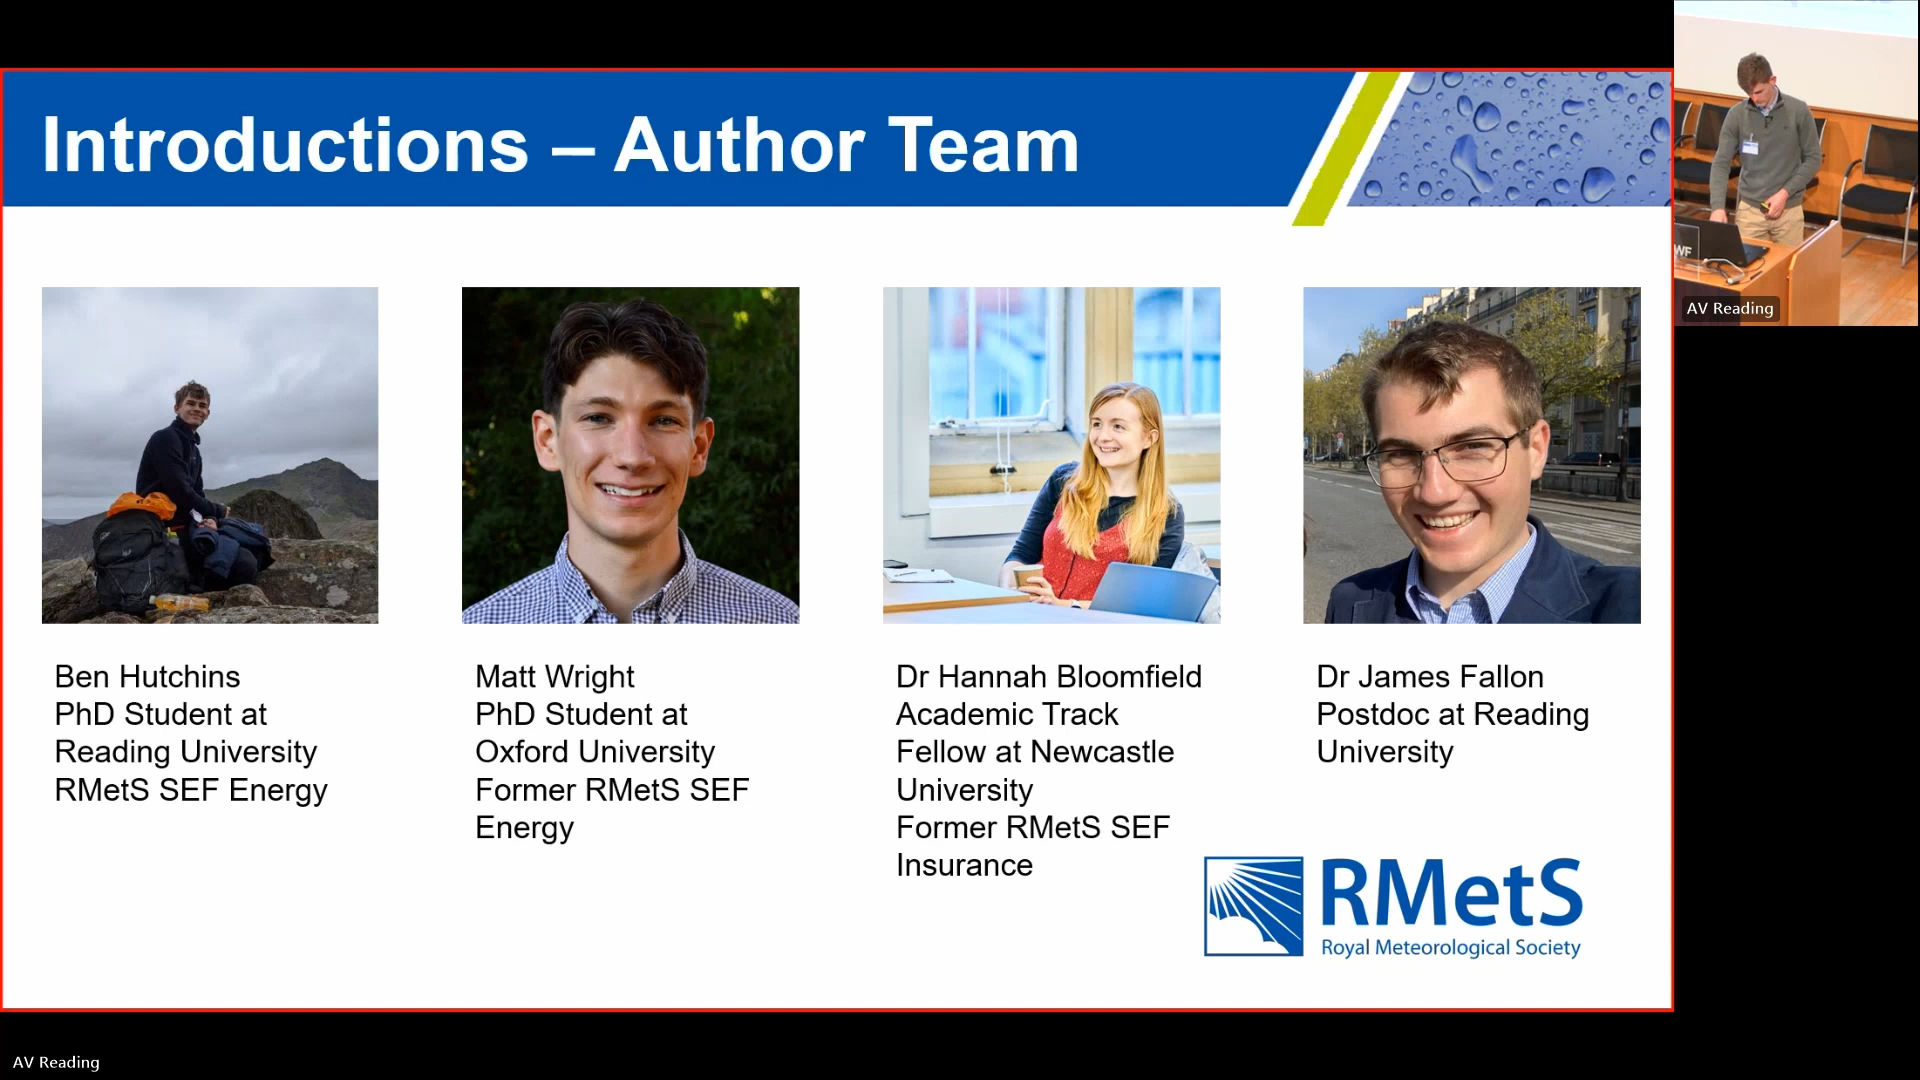 Introductions – Author Team
Ben Hutchins
PhD Student at
Reading University
RMetS SEF Energy
Matt Wright
PhD Student at
Oxford University
Former RMetS SEF
Energy
Dr Hannah Bloomfield
Academic Track
Fellow at Newcastle
University
Former RMetS SEF
Insurance
Dr James Fallon
Postdoc at Reading
University
RMetS
Royal Meteorological Society
WF
AV Reading
AV Reading